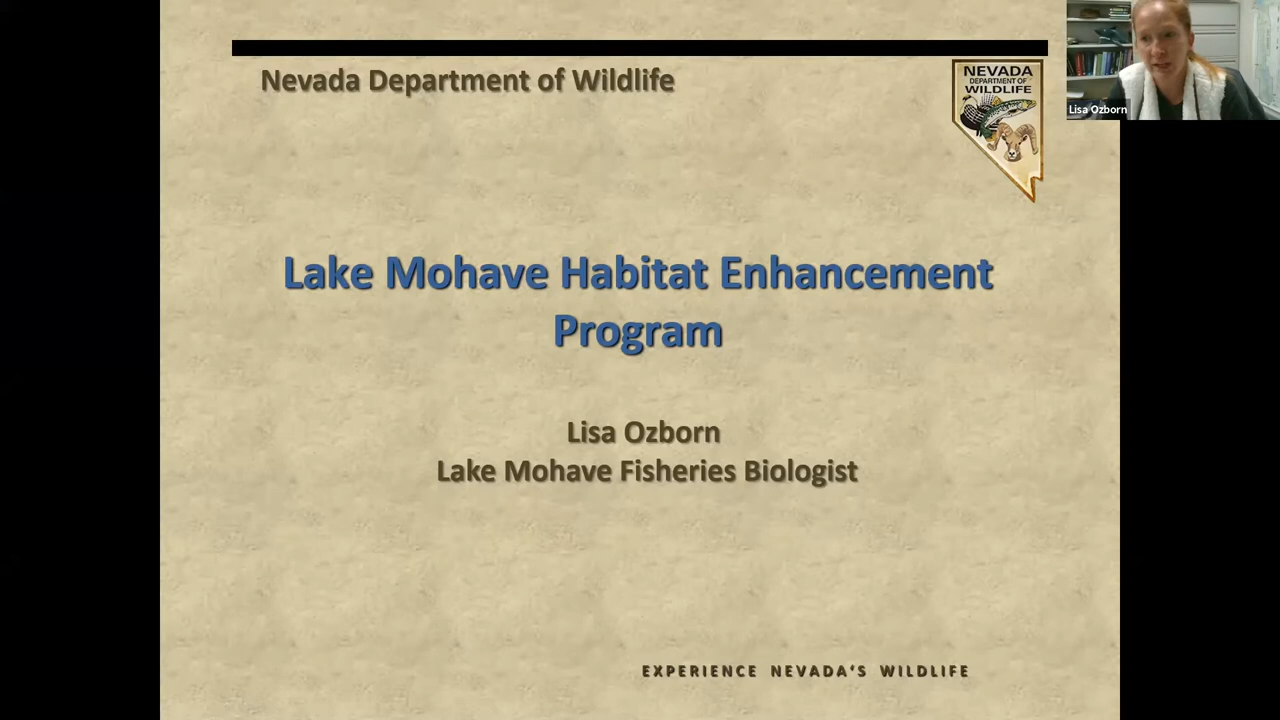 Nevada Department of Wildlife
NEVADA
DEPARTMENT OF
WILDLIFE
Lisa Ozborn
Lake Mohave Habitat Enhancement
Program
Lisa Ozborn
Lake Mohave Fisheries Biologist
EXPERIENCE NEVADA'S WILDLIFE